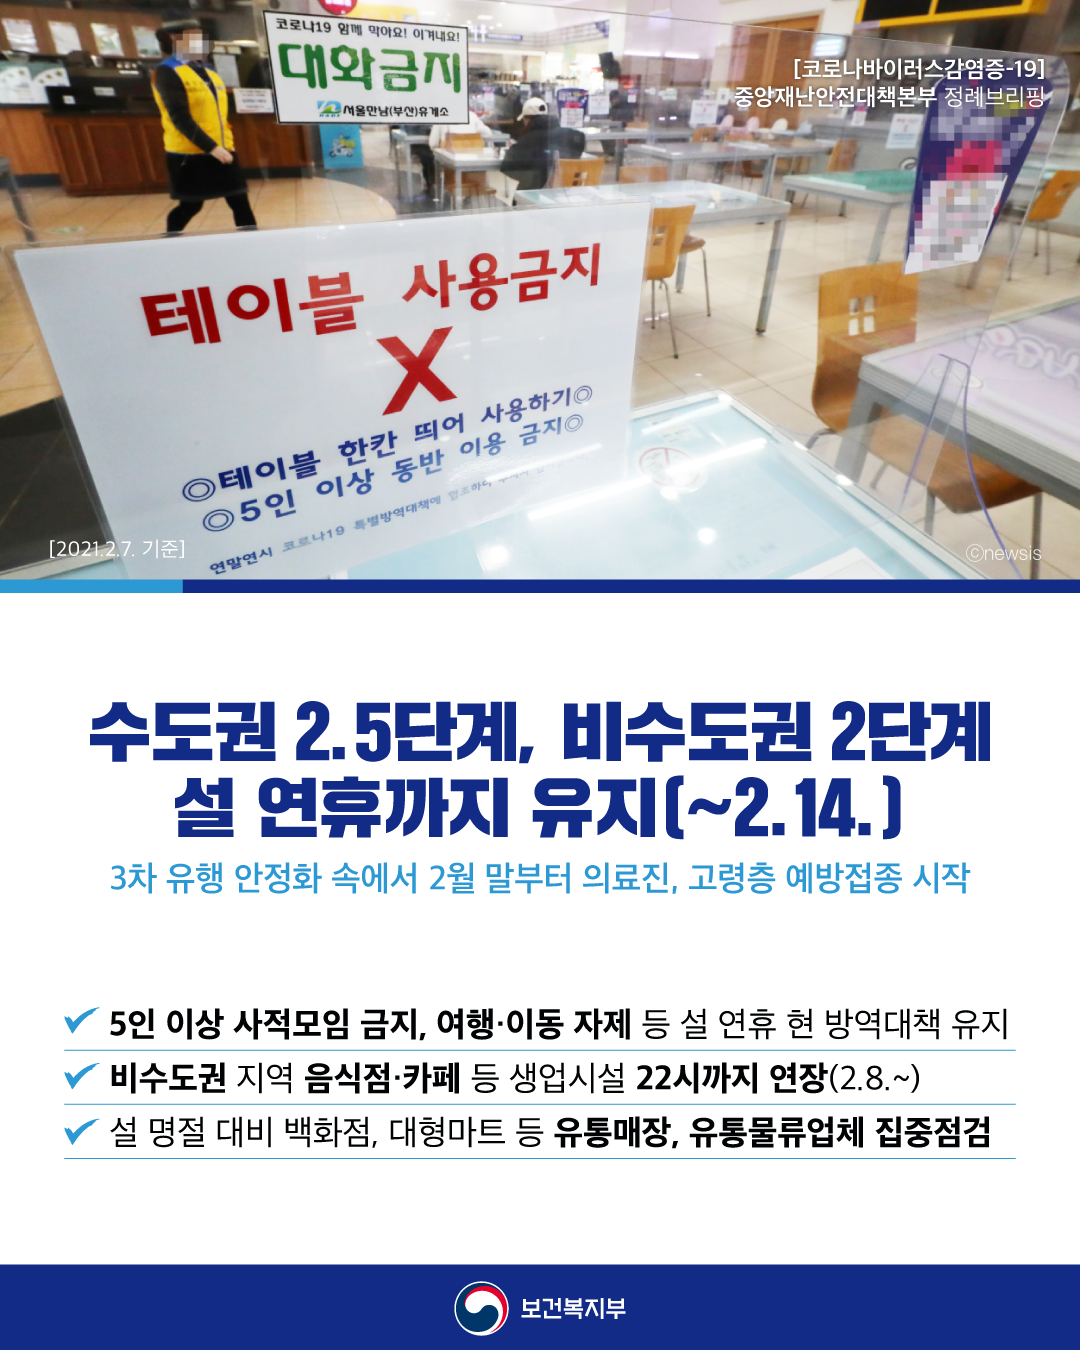 코로나19 함께 막아요! 이겨내요!
대화금지
서울만남(부산)휴게소
[코로나바이러스감염증-19]
중앙재난안전대책본부 정례브리핑
테이블 사용금지
X
◎테이블 한칸 띄어 사용하기◎
◎5인 이상 동반 이용 금지◎
연말연시 코로나19 특별방역대책에
[2021.2.7. 기준]
ⓒnewsis
수도권 2.5단계, 비수도권 2단계
설 연휴까지 유지(~2.14.)
3차 유행 안정화 속에서 2월 말부터 의료진, 고령층 예방접종 시작
5인 이상 사적모임 금지, 여행·이동 자제 등 설 연휴 현 방역대책 유지
비수도권 지역 음식점·카페 등 생업시설 22시까지 연장(2.8.~)
설 명절 대비 백화점, 대형마트 등 유통매장, 유통물류업체 집중점검
보건복지부